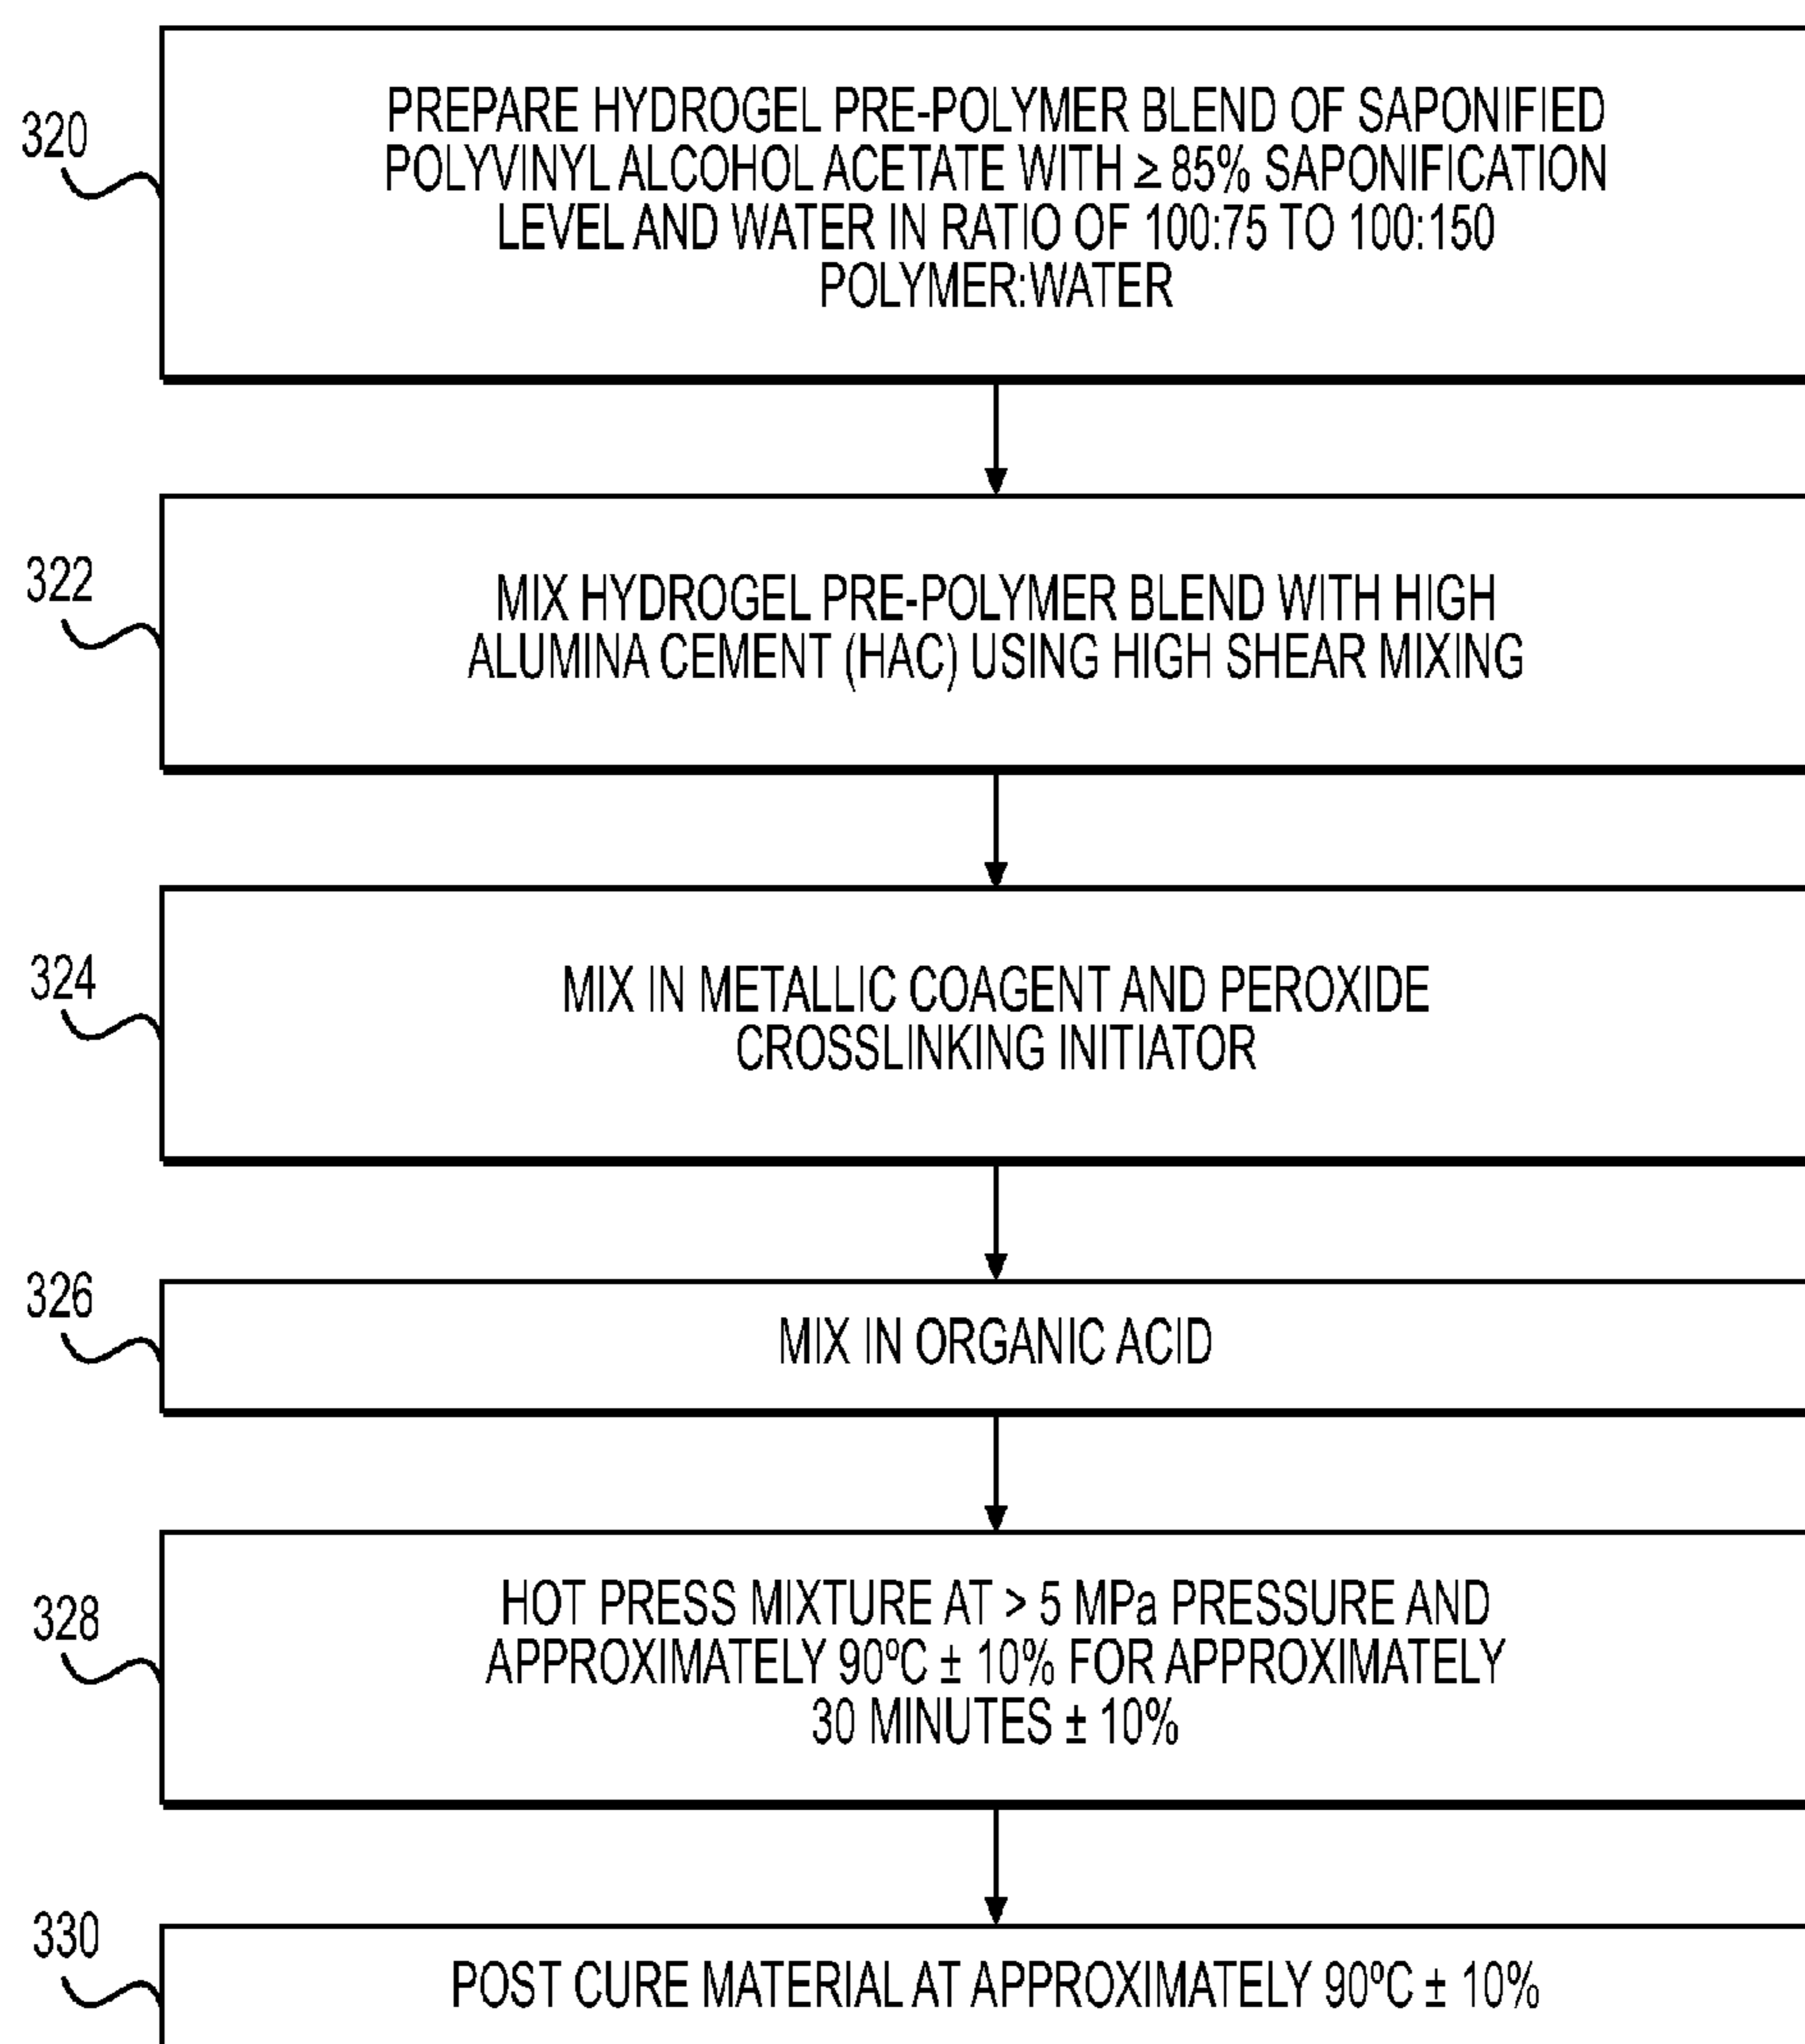 320
PREPARE HYDROGEL PRE-POLYMER BLEND OF SAPONIFIED
POLYVINYL ALCOHOL ACETATE WITH ≥ 85% SAPONIFICATION
LEVEL AND WATER IN RATIO OF 100:75 TO 100:150
POLYMER:WATER
322
MIX HYDROGEL PRE-POLYMER BLEND WITH HIGH
ALUMINA CEMENT (HAC) USING HIGH SHEAR MIXING
324
MIX IN METALLIC COAGENT AND PEROXIDE
CROSSLINKING INITIATOR
326
MIX IN ORGANIC ACID
328
HOT PRESS MIXTURE AT > 5 MPa PRESSURE AND
APPROXIMATELY 90ºC ± 10% FOR APPROXIMATELY
30 MINUTES ± 10%
330
POST CURE MATERIAL AT APPROXIMATELY 90ºC ± 10%